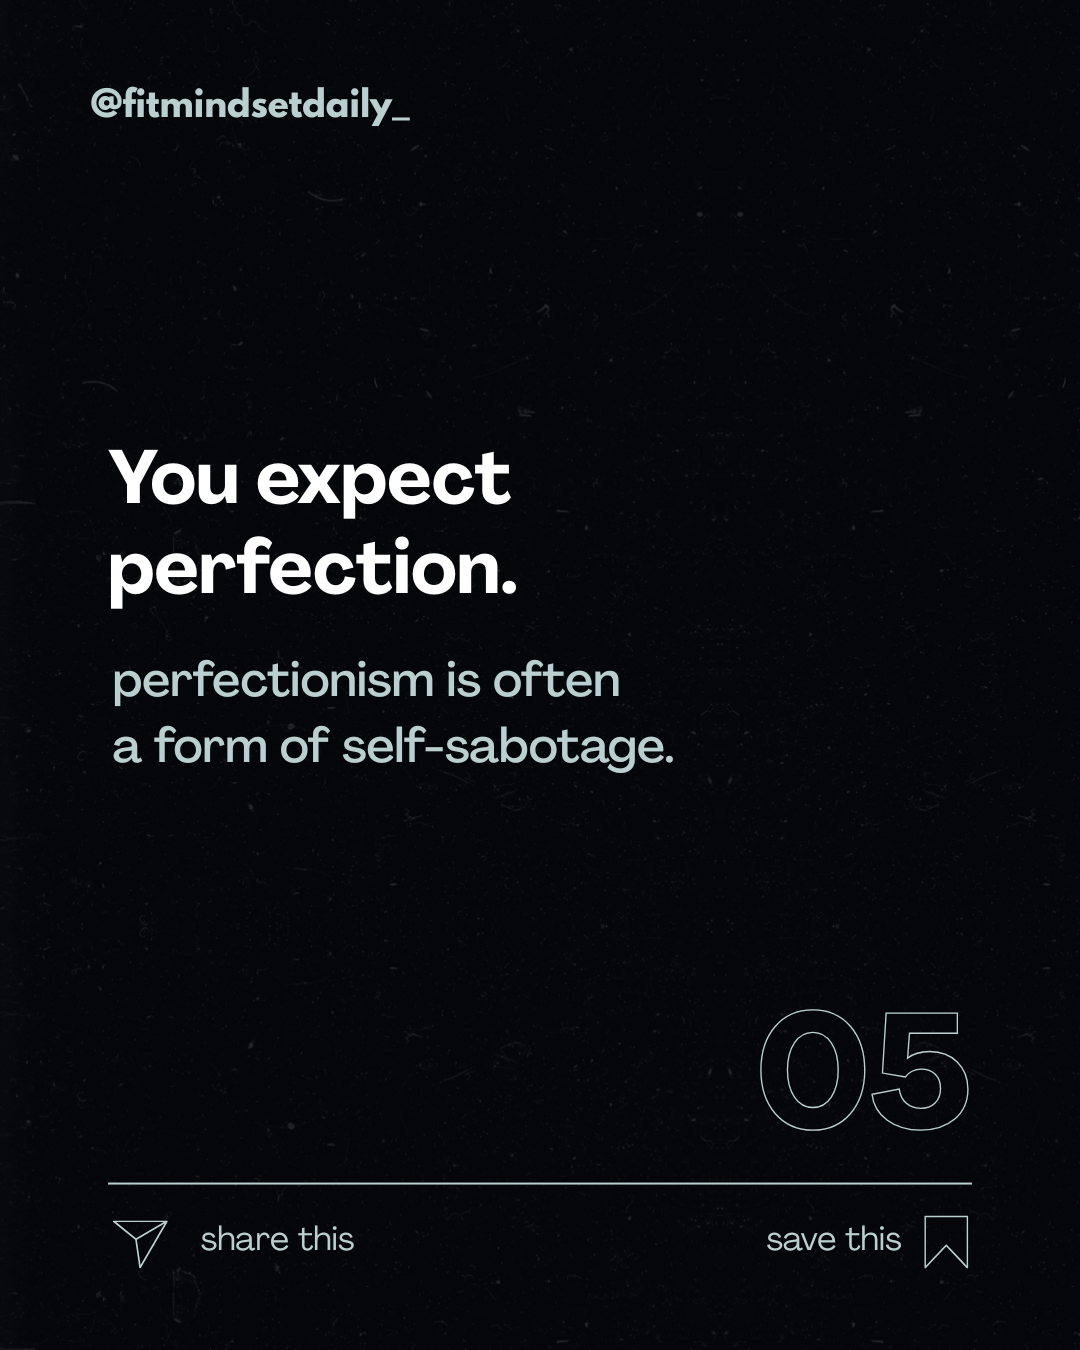 @fitmindsetdaily_
You expect
perfection.
perfectionism is often
a form of self-sabotage.
05
share this
save this